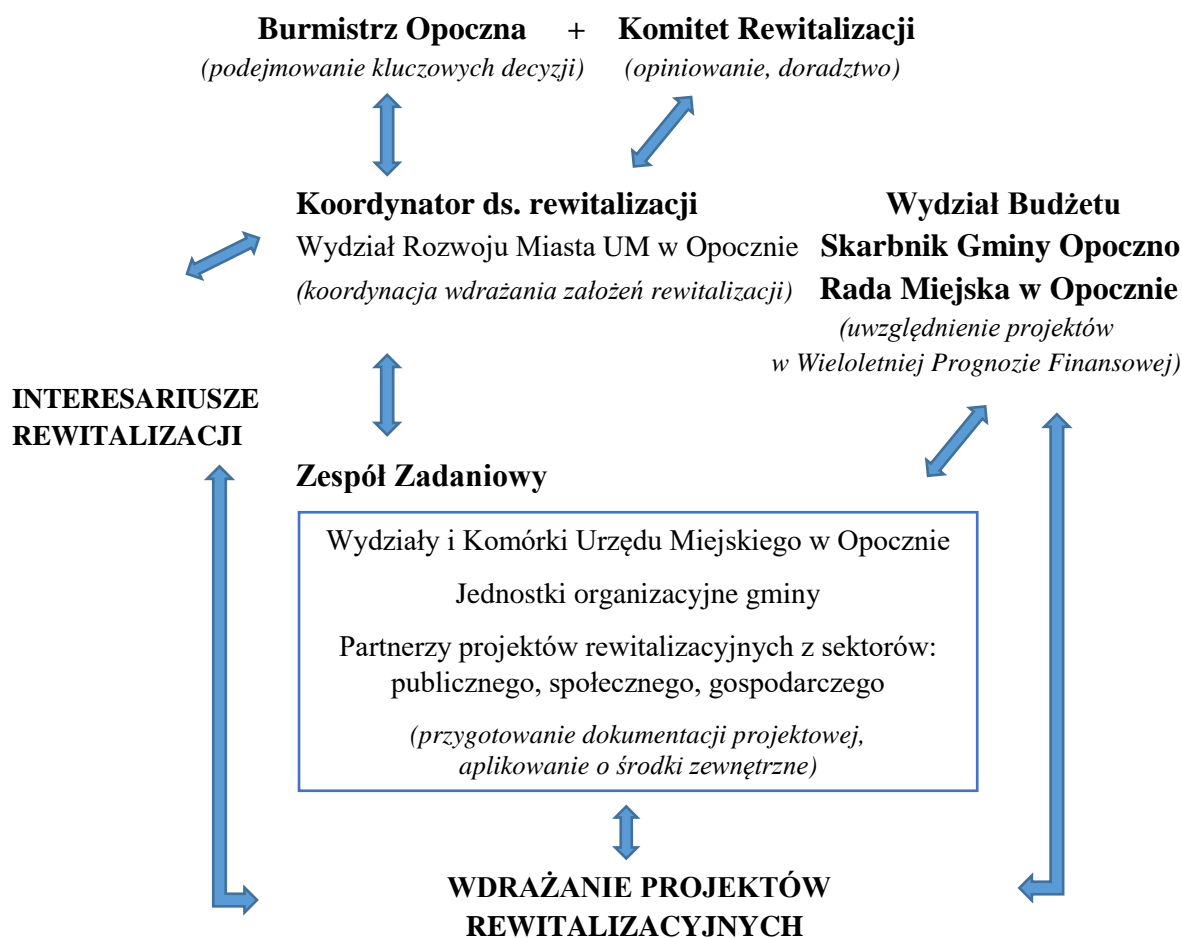 Burmistrz Opoczna + Komitet Rewitalizacji
(podejmowanie kluczowych decyzji) (opiniowanie, doradztwo)
Koordynator ds. rewitalizacji
Wydział Rozwoju Miasta UM w Opocznie
(koordynacja wdrażania założeń rewitalizacji)
Wydział Budżetu
Skarbnik Gminy Opoczno
Rada Miejska w Opocznie
(uwzględnienie projektów
w Wieloletniej Prognozie Finansowej)
INTERESARIUSZE
REWITALIZACJI
Zespół Zadaniowy
Wydziały i Komórki Urzędu Miejskiego w Opocznie
Jednostki organizacyjne gminy
Partnerzy projektów rewitalizacyjnych z sektorów:
publicznego, społecznego, gospodarczego
(przygotowanie dokumentacji projektowej,
aplikowanie o środki zewnętrzne)
WDRAŻANIE PROJEKTÓW
REWITALIZACYJNYCH